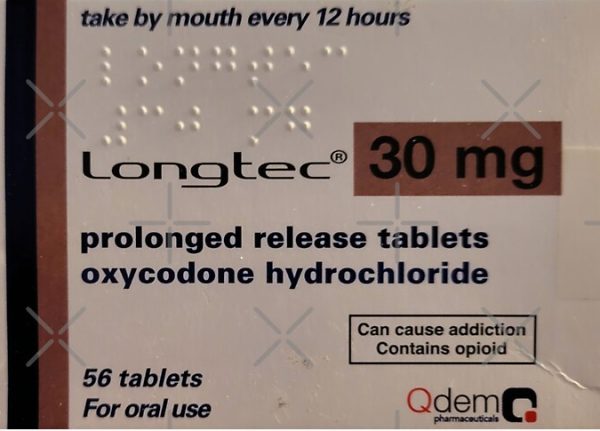 take by mouth every 12 hours
Longtec® 30 mg
prolonged release tablets
oxycodone hydrochloride
Can cause addiction
Contains opioid
56 tablets
For oral use
Qdem
pharmaceuticals